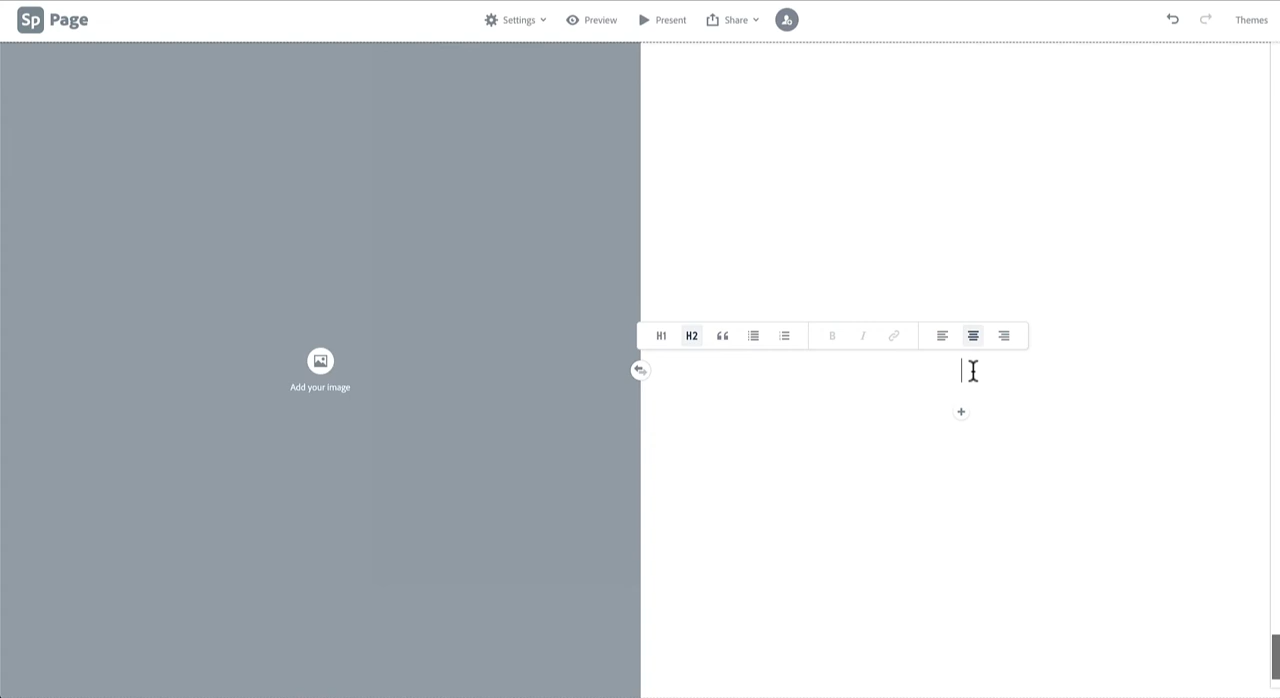 Sp Page Settings Preview Present Share Themes
H1 H2 B I
Add your image